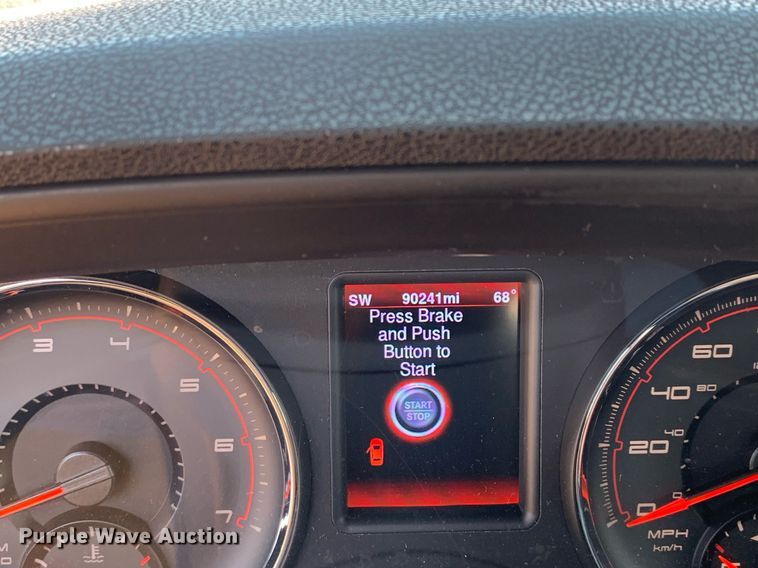 SW 90241mi 68°
Press Brake
and Push
Button to
Start
START
STOP
3 4 5 6 7
60
40 80
20 40
0 0
MPH
km/h
Purple Wave Auction